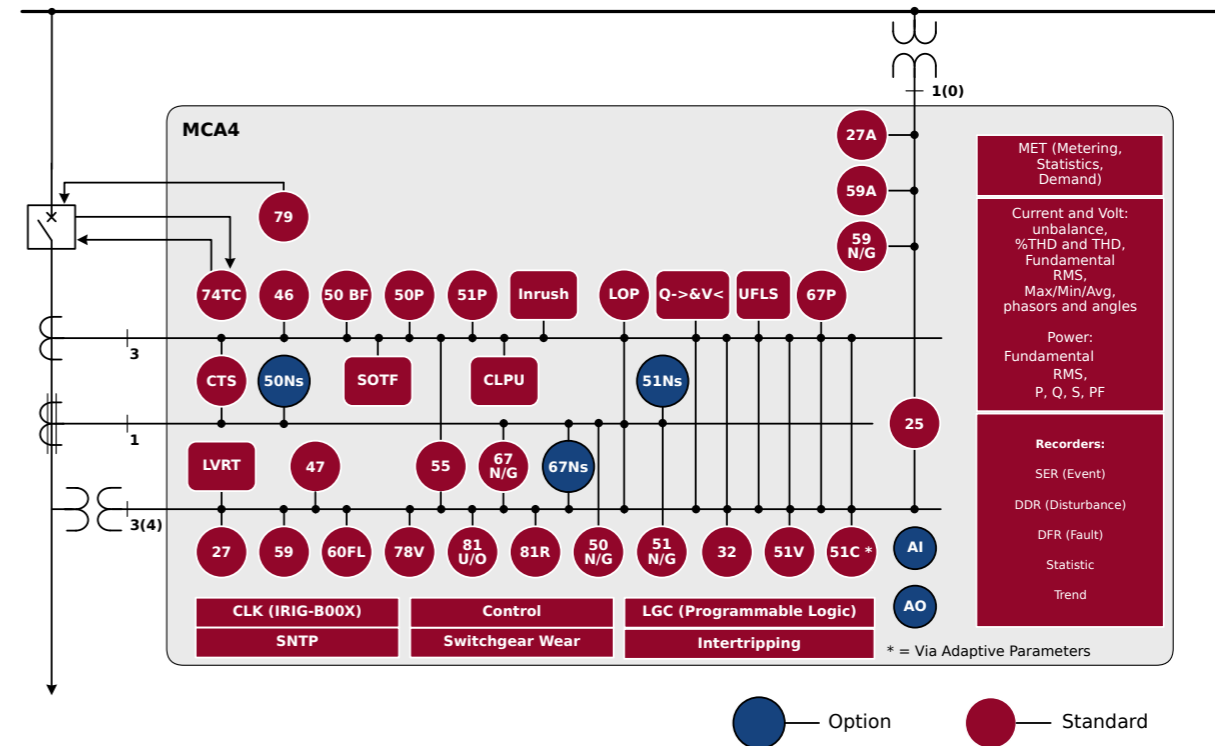 1(0)
MCA4
27A
59A
59
N/G
79
74TC
46
50 BF
50P
51P
Inrush
LOP
Q->&V<
UFLS
67P
3
CTS
50Ns
SOTF
CLPU
51Ns
1
25
LVRT
47
55
67
N/G
67Ns
3(4)
27
59
60FL
78V
81
U/O
81R
50
N/G
51
N/G
32
51V
51C *
AI
AO
MET (Metering,
Statistics,
Demand)
Current and Volt:
unbalance,
%THD and THD,
Fundamental
RMS,
Max/Min/Avg,
phasors and angles
Power:
Fundamental
RMS,
P, Q, S, PF
Recorders:
SER (Event)
DDR (Disturbance)
DFR (Fault)
Statistic
Trend
CLK (IRIG-B00X)
Control
LGC (Programmable Logic)
SNTP
Switchgear Wear
Intertripping
* = Via Adaptive Parameters
Option
Standard